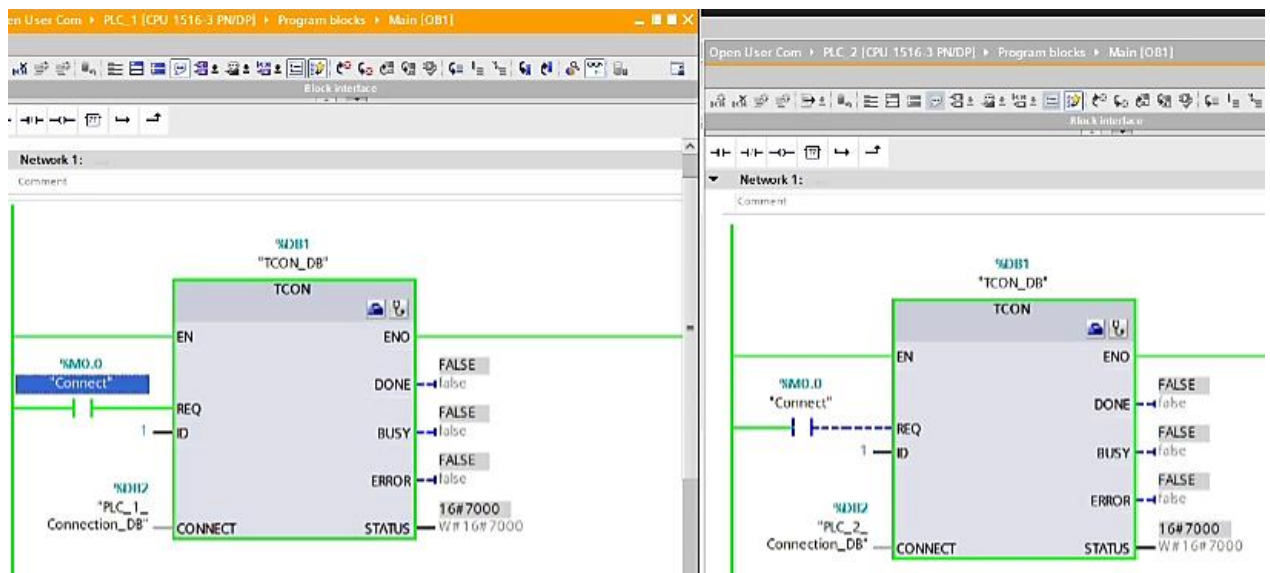 en User Com ▸ PLC_1 [CPU 1516-3 PN/DP] ▸ Program blocks ▸ Main [OB1]
Block interface
Network 1:
Comment
%DB1
"TCON_DB"
TCON
EN
ENO
%M0.0
"Connect"
FALSE
DONE
false
REQ
FALSE
1
ID
BUSY
false
FALSE
ERROR
false
%DB2
"PLC_1_
Connection_DB"
CONNECT
16#7000
STATUS
W#16#7000
Open User Com ▸ PLC_2 [CPU 1516-3 PN/DP] ▸ Program blocks ▸ Main [OB1]
Block interface
Network 1:
Comment
%DB1
"TCON_DB"
TCON
EN
ENO
%M0.0
"Connect"
FALSE
DONE
false
REQ
FALSE
1
ID
BUSY
false
FALSE
ERROR
false
%DB2
"PLC_2_
Connection_DB"
CONNECT
16#7000
STATUS
W#16#7000